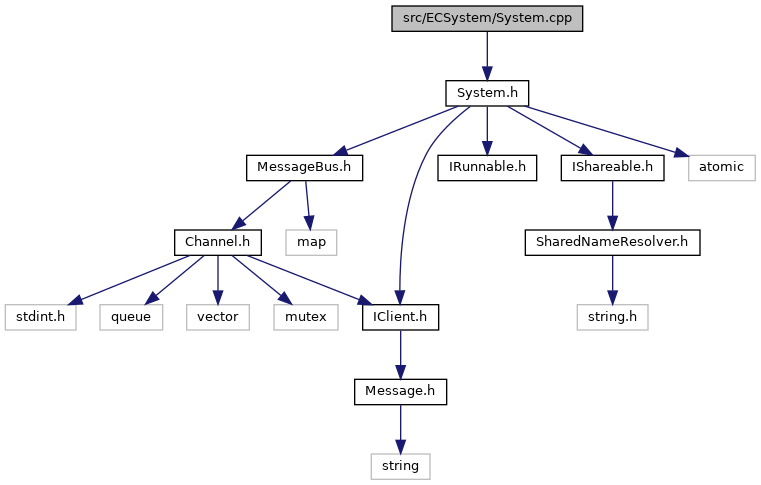 src/ECSystem/System.cpp
System.h
MessageBus.h
IRunnable.h
IShareable.h
atomic
Channel.h
map
SharedNameResolver.h
stdint.h
queue
vector
mutex
IClient.h
string.h
Message.h
string